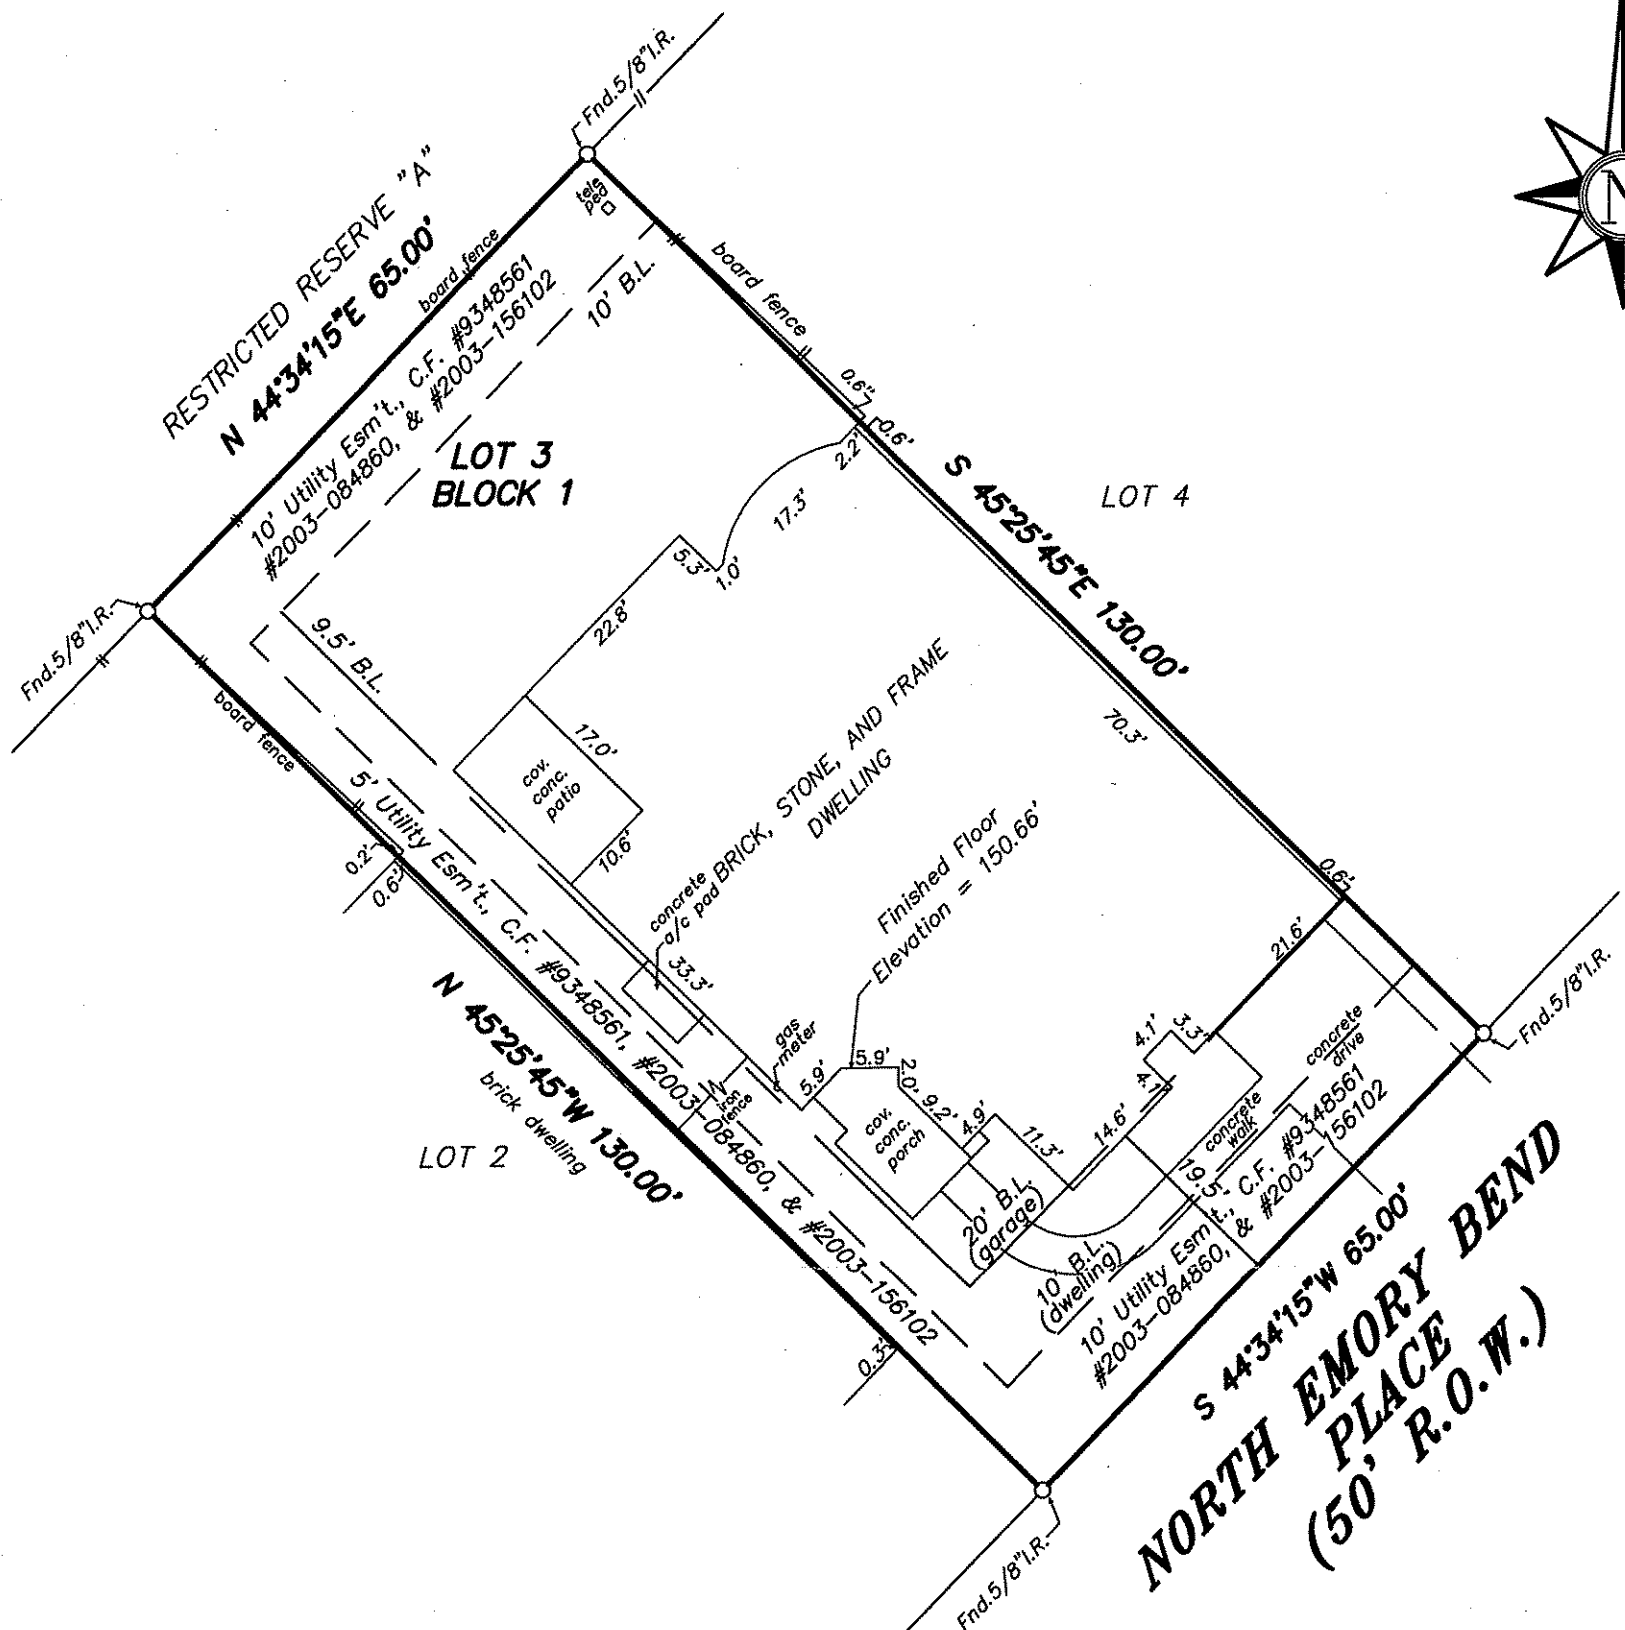 Fnd.5/8"I.R.
N
RESTRICTED RESERVE "A"
N 44°34'15"E 65.00'
board fence
tele
ped
10' Utility Esm't., C.F. #9348561
#2003-084860, & #2003-156102
10' B.L.
board fence
0.6'
0.6'
2.2'
LOT 3
BLOCK 1
17.3'
S 45°25'45"E 130.00'
LOT 4
5.3'
1.0'
22.8'
Fnd.5/8"I.R.
9.5' B.L.
board fence
17.0'
cov.
conc.
patio
10.6'
70.3'
BRICK, STONE, AND FRAME
DWELLING
5' Utility Esm't., C.F. #9348561, #2003-084860, & #2003-156102
0.2'
0.6'
concrete
a/c pad
Finished Floor
Elevation = 150.66'
0.6'
21.6'
33.3'
Fnd.5/8"I.R.
N 45°25'45"W 130.00'
brick dwelling
LOT 2
gas
meter
iron
fence
5.9'
5.9'
2.0'
9.2'
4.9'
cov.
conc.
porch
11.3'
4.1'
3.3'
4.1'
14.6'
concrete
drive
concrete
walk
19.5'
20' B.L.
(garage)
10' B.L.
(dwelling)
10' Utility Esm't., C.F. #9348561
#2003-084860, & #2003-156102
0.3'
S 44°34'15"W 65.00'
NORTH EMORY BEND
PLACE
(50' R.O.W.)
Fnd.5/8"I.R.